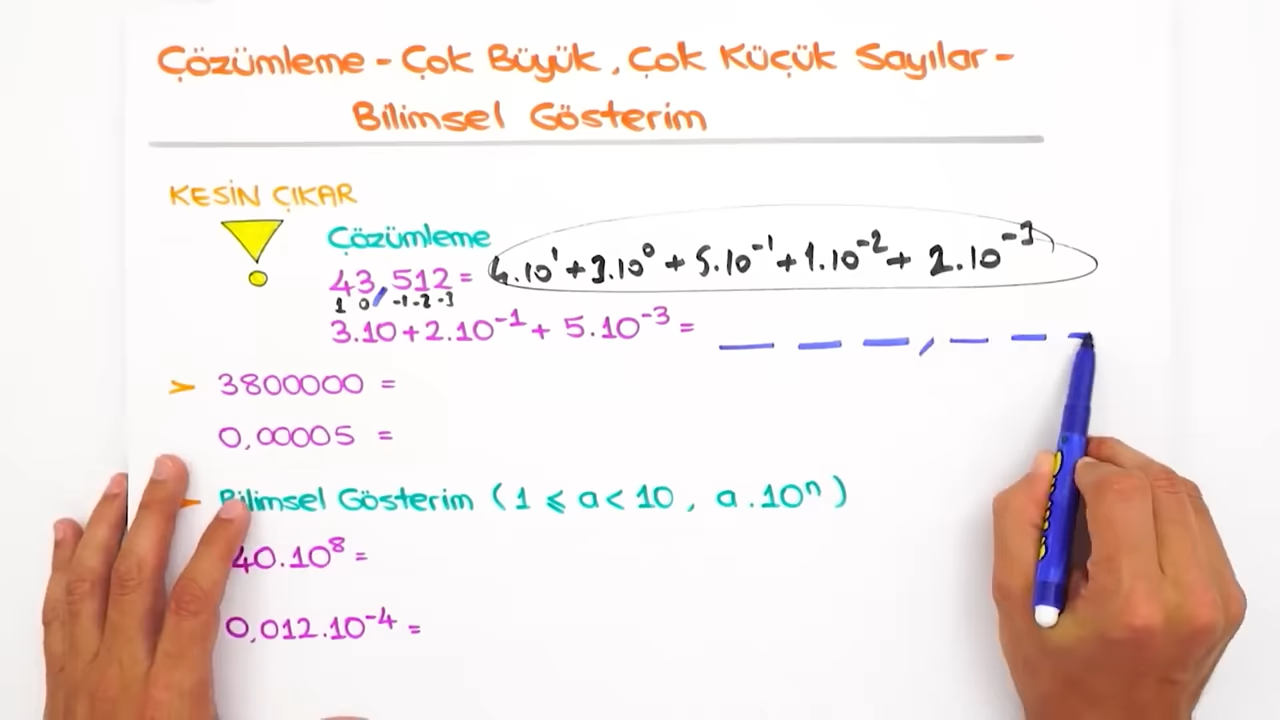 Çözümleme - Çok Büyük, Çok Küçük Sayılar -
Bilimsel Gösterim
KESİN ÇIKAR
Çözümleme
43,512 = 4.10¹ + 3.10⁰ + 5.10⁻¹ + 1.10⁻² + 2.10⁻³
1 0 -1 -2 -3
3.10 + 2.10⁻¹ + 5.10⁻³ = _ _ _ , _ _ _
> 3800000 =
0,00005 =
Bilimsel Gösterim ( 1 ⩽ a < 10 , a . 10ⁿ )
40.10⁸ =
0,012.10⁻⁴ =